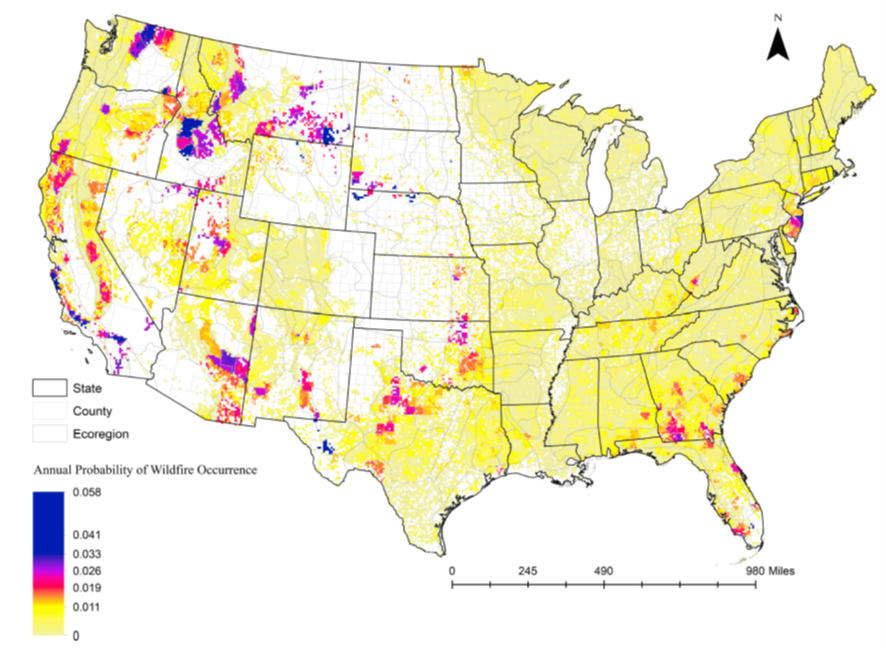 N
State
County
Ecoregion
Annual Probability of Wildfire Occurrence
0.058
0.041
0.033
0.026
0.019
0.011
0
0 245 490 980 Miles